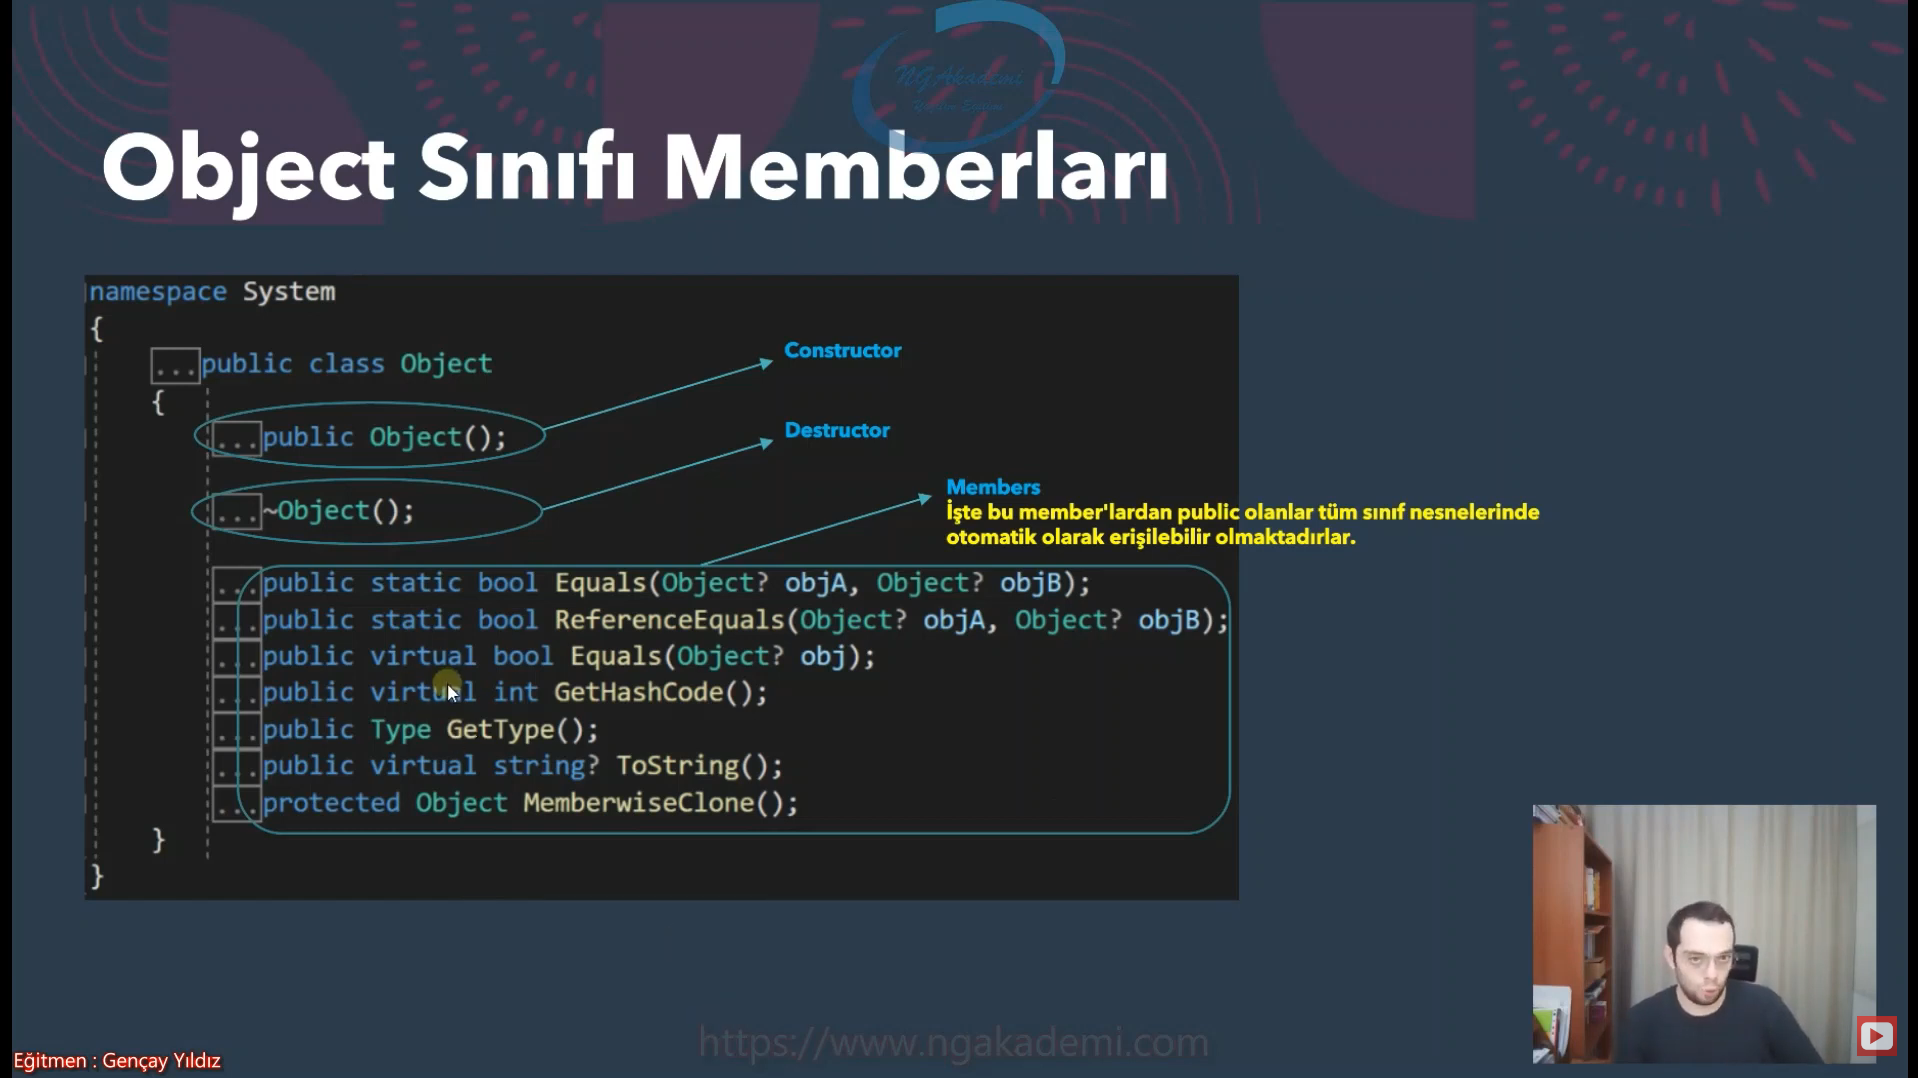 NG Akademi
Object Sınıfı Memberları
namespace System
{
...public class Object
{
...public Object();
...~Object();
...public static bool Equals(Object? objA, Object? objB);
...public static bool ReferenceEquals(Object? objA, Object? objB);
...public virtual bool Equals(Object? obj);
...public virtual int GetHashCode();
...public Type GetType();
...public virtual string? ToString();
...protected Object MemberwiseClone();
}
}
Constructor
Destructor
Members
İşte bu member'lardan public olanlar tüm sınıf nesnelerinde
otomatik olarak erişilebilir olmaktadırlar.
https://www.ngakademi.com
Eğitmen : Gençay Yıldız